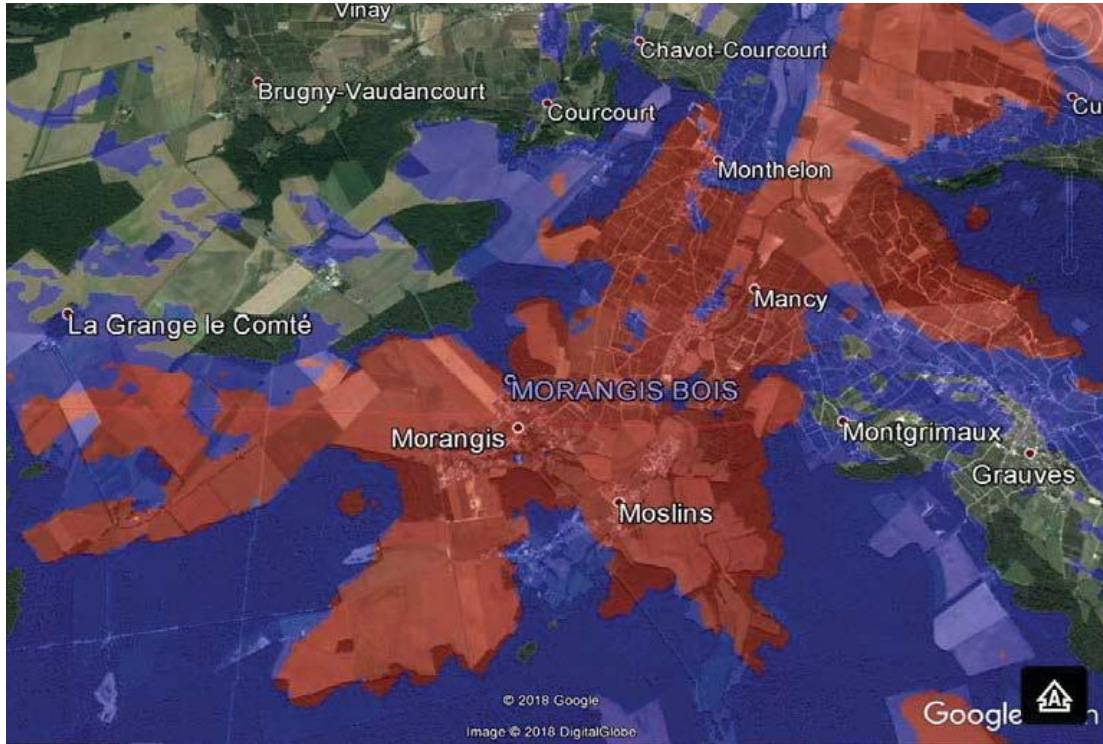 Vinay
Chavot-Courcourt
Brugny-Vaudancourt
Courcourt
Cu
Monthelon
Mancy
La Grange le Comté
MORANGIS BOIS
Morangis
Montgrimaux
Grauves
Moslins
© 2018 Google
Image © 2018 DigitalGlobe
Google
A